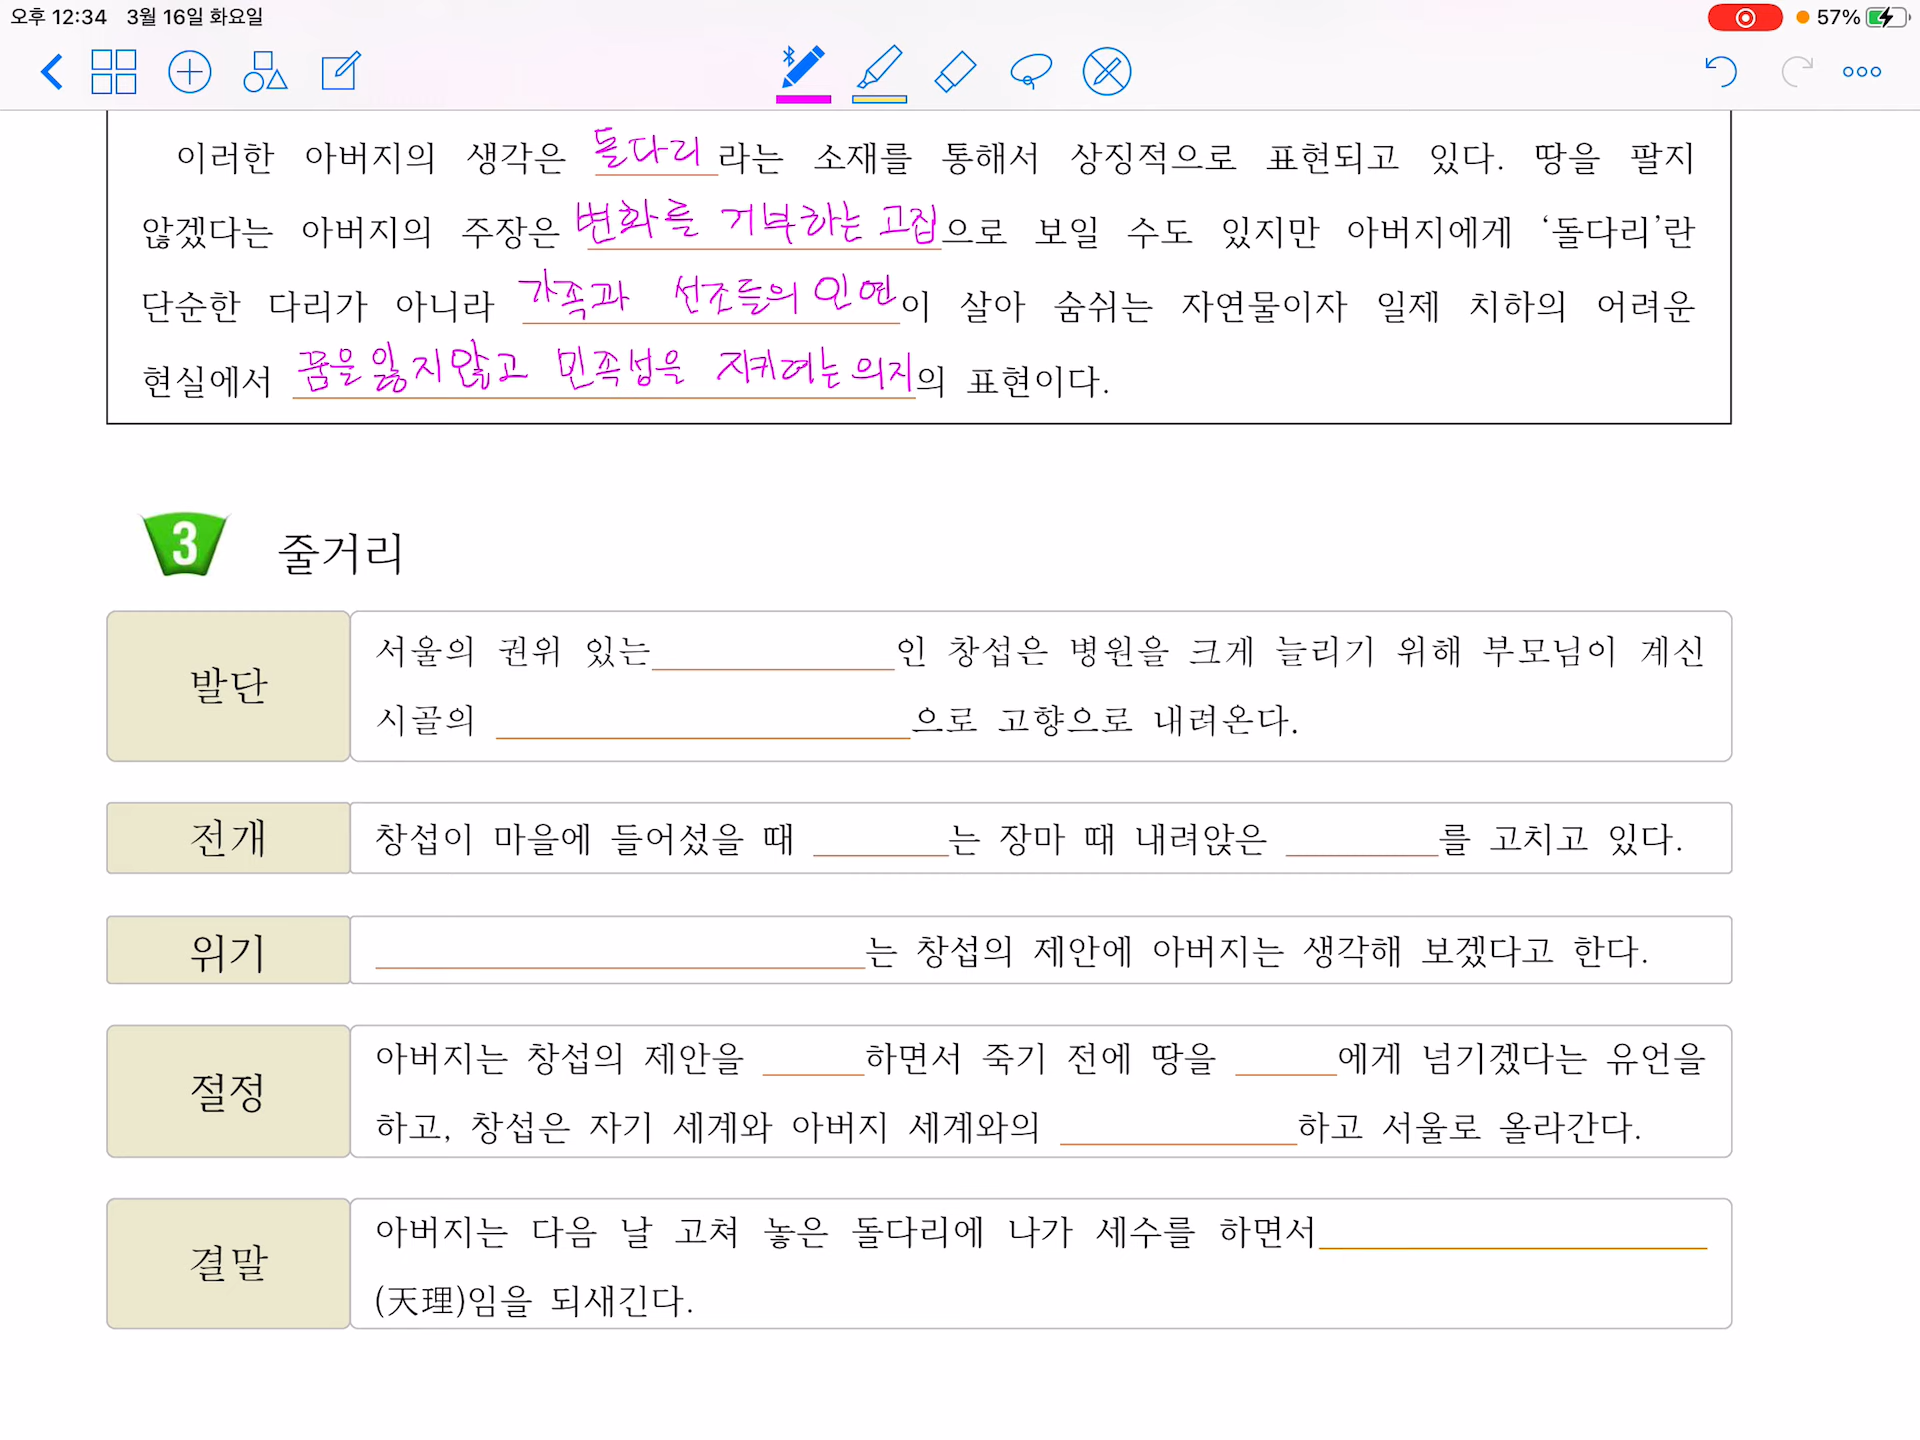 오후 12:34 3월 16일 화요일 57%
이러한 아버지의 생각은 돌다리라는 소재를 통해서 상징적으로 표현되고 있다. 땅을 팔지
않겠다는 아버지의 주장은 변화를 거부하는 고집으로 보일 수도 있지만 아버지에게 ‘돌다리’란
단순한 다리가 아니라 가족과 선조들의 인연이 살아 숨쉬는 자연물이자 일제 치하의 어려운
현실에서 꿈을 잃지않고 민족성을 지키려는 의지의 표현이다.
3 줄거리
발단
서울의 권위 있는 인 창섭은 병원을 크게 늘리기 위해 부모님이 계신
시골의 으로 고향으로 내려온다.
전개
창섭이 마을에 들어섰을 때 는 장마 때 내려앉은 를 고치고 있다.
위기
는 창섭의 제안에 아버지는 생각해 보겠다고 한다.
절정
아버지는 창섭의 제안을 하면서 죽기 전에 땅을 에게 넘기겠다는 유언을
하고, 창섭은 자기 세계와 아버지 세계와의 하고 서울로 올라간다.
결말
아버지는 다음 날 고쳐 놓은 돌다리에 나가 세수를 하면서
(天理)임을 되새긴다.